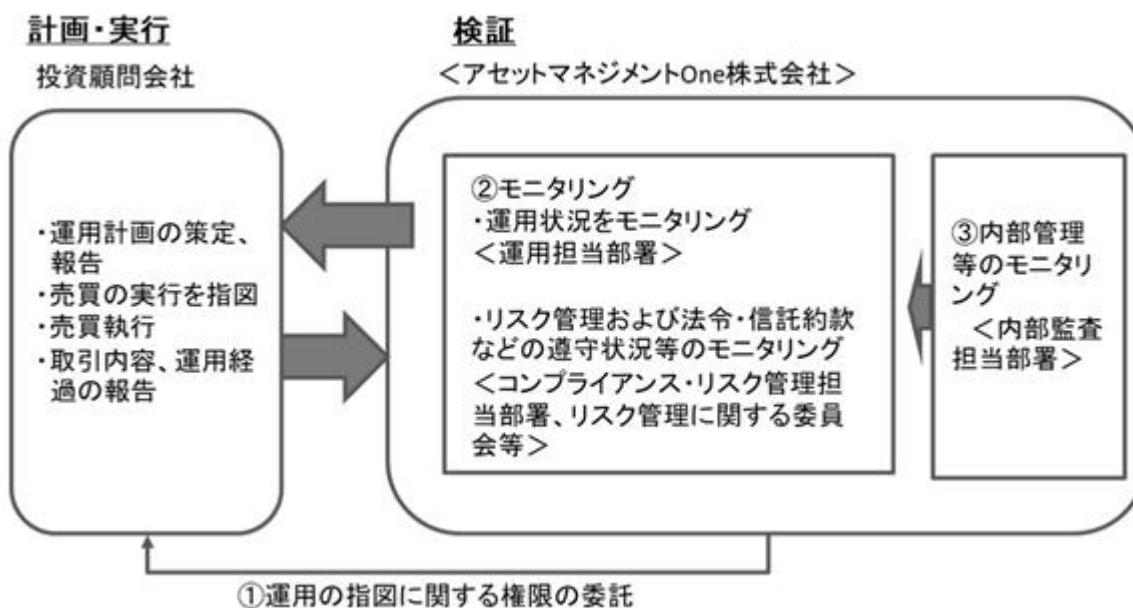 計画・実行
投資顧問会社
・運用計画の策定、
報告
・売買の実行を指図
・売買執行
・取引内容、運用経
過の報告
検証
＜アセットマネジメントOne株式会社＞
②モニタリング
・運用状況をモニタリング
＜運用担当部署＞
・リスク管理および法令・信託約款
などの遵守状況等のモニタリング
＜コンプライアンス・リスク管理担
当部署、リスク管理に関する委員
会等＞
③内部管理
等のモニタリ
ング
＜内部監査
担当部署＞
①運用の指図に関する権限の委託